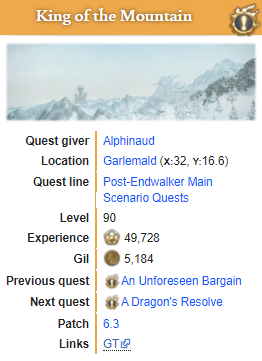 King of the Mountain
Quest giver Alphinaud
Location Garlemald (X:32, Y:16.6)
Quest line Post-Endwalker Main
Scenario Quests
Level 90
Experience 49,728
Gil 5,184
Previous quest An Unforeseen Bargain
Next quest A Dragon's Resolve
Patch 6.3
Links GT